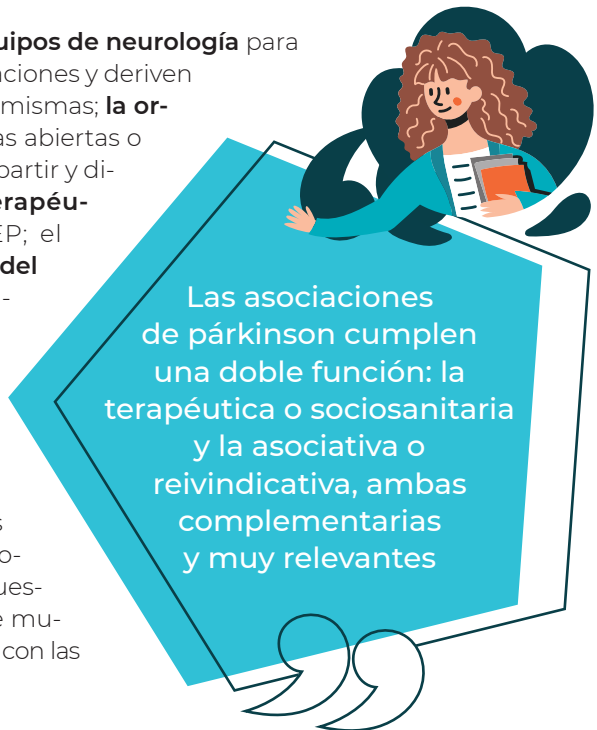 uipos de neurología para
aciones y deriven
mismas; la or-
as abiertas o
partir y di-
erapéu-
EP; el
del
-
s
o-
ues-
e mu-
con las
Las asociaciones
de párkinson cumplen
una doble función: la
terapéutica o sociosanitaria
y la asociativa o
reivindicativa, ambas
complementarias
y muy relevantes